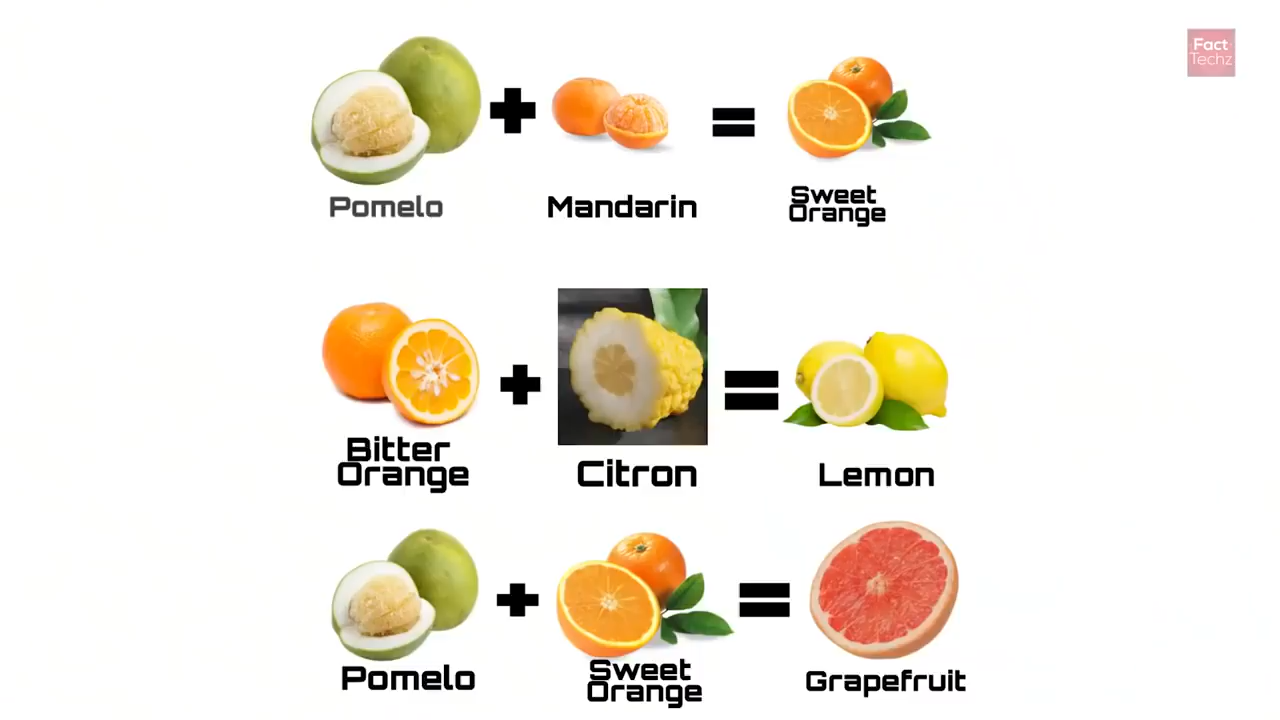 Fact
Techz
Pomelo
Mandarin
Sweet
Orange
Bitter
Orange
Citron
Lemon
Pomelo
Sweet
Orange
Grapefruit